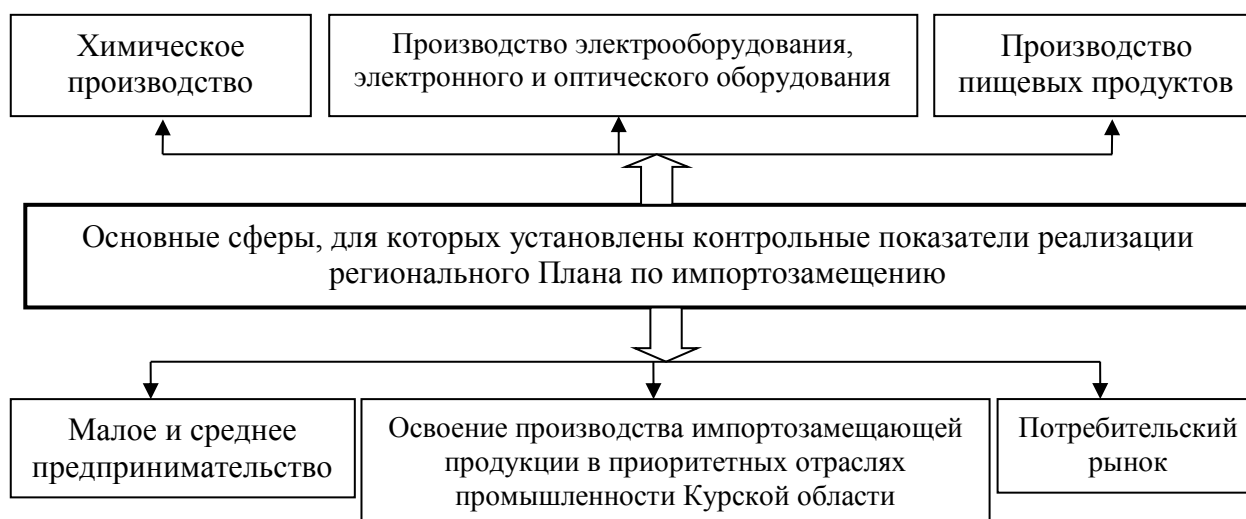 Химическое
производство
Производство электрооборудования,
электронного и оптического оборудования
Производство
пищевых продуктов
Основные сферы, для которых установлены контрольные показатели реализации
регионального Плана по импортозамещению
Малое и среднее
предпринимательство
Освоение производства импортозамещающей
продукции в приоритетных отраслях
промышленности Курской области
Потребительский
рынок